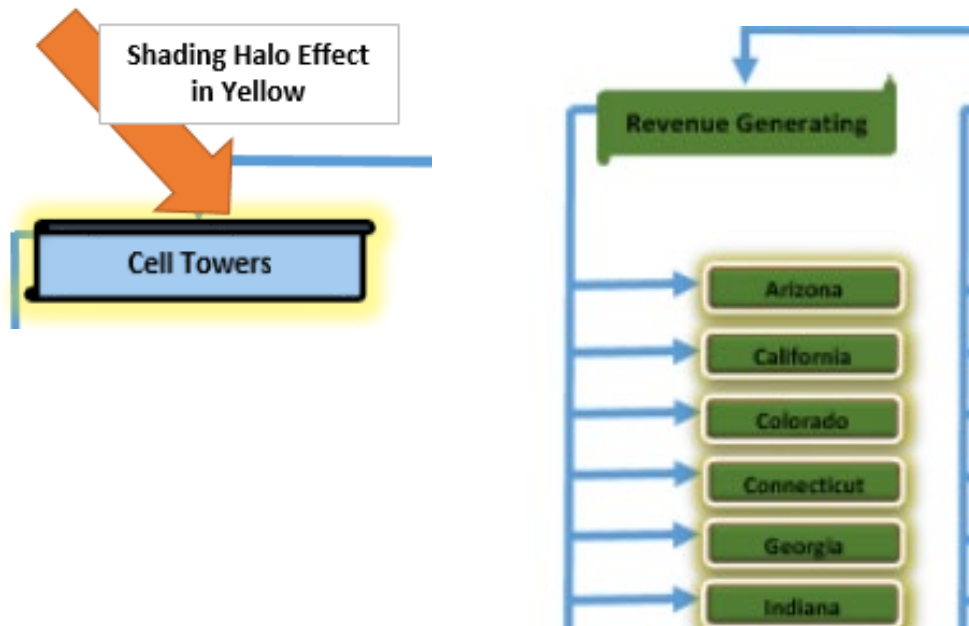 Shading Halo Effect
in Yellow
Cell Towers
Revenue Generating
Arizona
California
Colorado
Connecticut
Georgia
Indiana